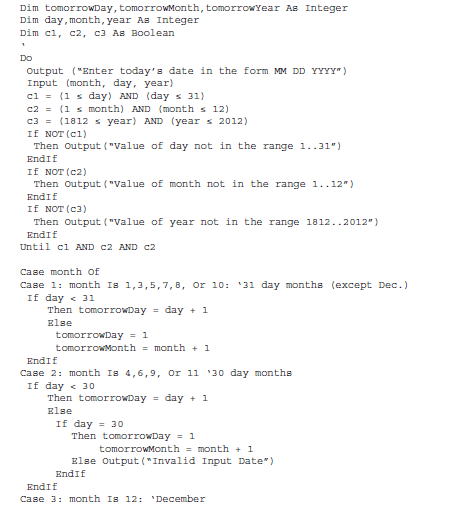 Dim tomorrowDay,tomorrowMonth,tomorrowYear As Integer
Dim day,month,year As Integer
Dim c1, c2, c3 As Boolean
'
Do
Output ("Enter today's date in the form MM DD YYYY")
Input (month, day, year)
c1 = (1 ≤ day) AND (day ≤ 31)
c2 = (1 ≤ month) AND (month ≤ 12)
c3 = (1812 ≤ year) AND (year ≤ 2012)
If NOT(c1)
Then Output("Value of day not in the range 1..31")
EndIf
If NOT(c2)
Then Output("Value of month not in the range 1..12")
EndIf
If NOT(c3)
Then Output("Value of year not in the range 1812..2012")
EndIf
Until c1 AND c2 AND c2
Case month Of
Case 1: month Is 1,3,5,7,8, Or 10: '31 day months (except Dec.)
If day < 31
Then tomorrowDay = day + 1
Else
tomorrowDay = 1
tomorrowMonth = month + 1
EndIf
Case 2: month Is 4,6,9, Or 11 '30 day months
If day < 30
Then tomorrowDay = day + 1
Else
If day = 30
Then tomorrowDay = 1
tomorrowMonth = month + 1
Else Output("Invalid Input Date")
EndIf
EndIf
Case 3: month Is 12: 'December